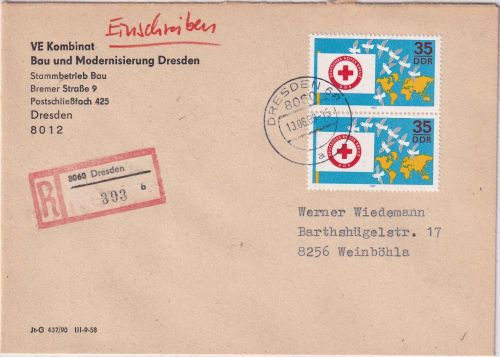 Einschreiben
VE Kombinat
Bau und Modernisierung Dresden
Stammbetrieb Bau
Bremer Straße 9
Postschließfach 425
Dresden
8012
R
8060 Dresden
393 b
DRESDEN
8060
a
35
DDR
35
DDR
Werner Wiedemann
Barthshügelstr. 17
8256 Weinböhla
Jt-G 437/90 III-9-58